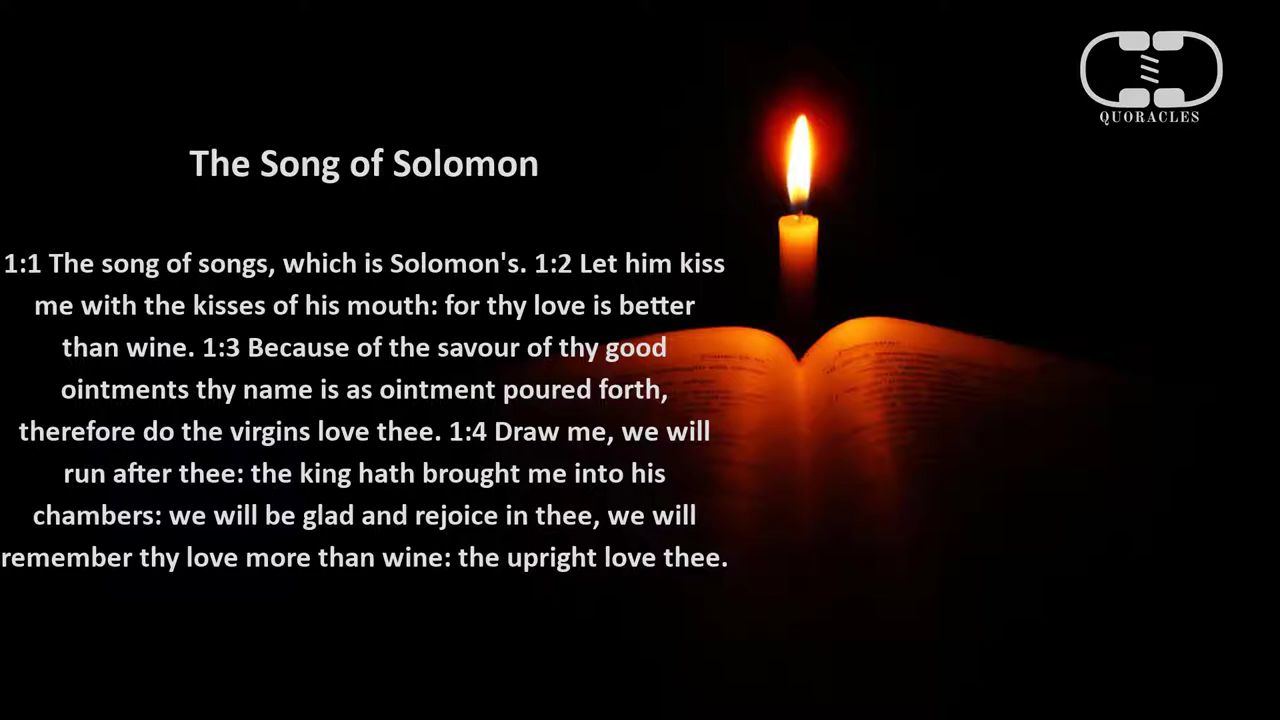 QUORACLES
The Song of Solomon
1:1 The song of songs, which is Solomon's. 1:2 Let him kiss
me with the kisses of his mouth: for thy love is better
than wine. 1:3 Because of the savour of thy good
ointments thy name is as ointment poured forth,
therefore do the virgins love thee. 1:4 Draw me, we will
run after thee: the king hath brought me into his
chambers: we will be glad and rejoice in thee, we will
remember thy love more than wine: the upright love thee.